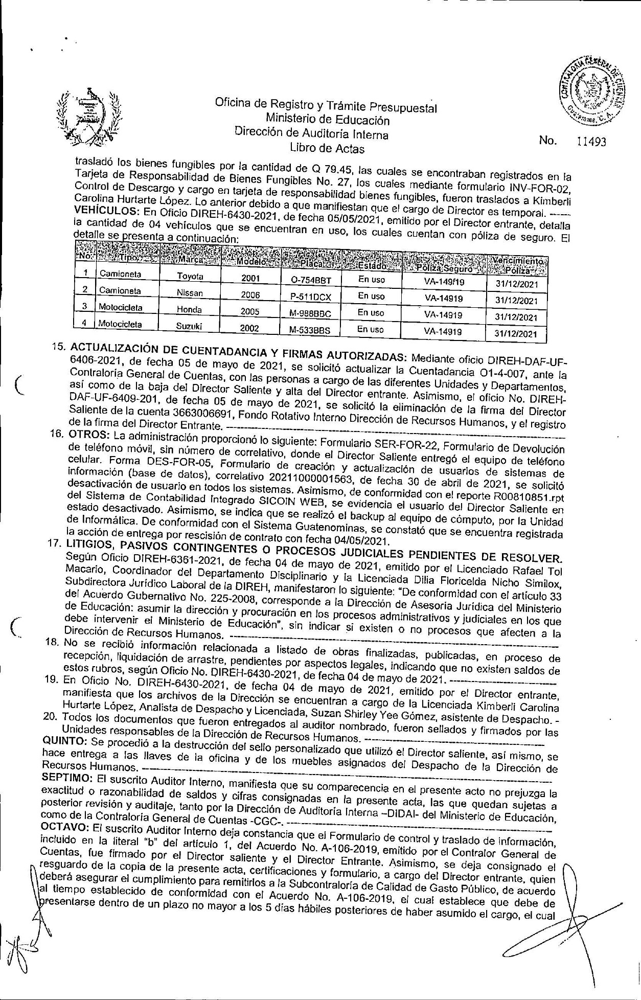 CONTRALORIA GENERAL DE CUENTAS
Guatemala, C. A.
Oficina de Registro y Trámite Presupuestal
Ministerio de Educación
Dirección de Auditoría Interna
Libro de Actas
No. 11493
trasladó los bienes fungibles por la cantidad de Q 79.45, las cuales se encontraban registrados en la
Tarjeta de Responsabilidad de Bienes Fungibles No. 27, los cuales mediante formulario INV-FOR-02,
Control de Descargo y cargo en tarjeta de responsabilidad bienes fungibles, fueron traslados a Kimberli
Carolina Hurtarte López. Lo anterior debido a que manifiestan que el cargo de Director es temporal. ------
VEHÍCULOS: En Oficio DIREH-6430-2021, de fecha 05/05/2021, emitido por el Director entrante, detalla
la cantidad de 04 vehículos que se encuentran en uso, los cuales cuentan con póliza de seguro. El
detalle se presenta a continuación:
No. Tipo Marca Modelo Placa Estado Póliza Seguro Vencimiento Póliza
1 Camioneta Toyota 2001 O-754BBT En uso VA-149f19 31/12/2021
2 Camioneta Nissan 2006 P-511DCX En uso VA-14919 31/12/2021
3 Motocicleta Honda 2005 M-988BBC En uso VA-14919 31/12/2021
4 Motocicleta Suzuki 2002 M-533BBS En uso VA-14919 31/12/2021
15. ACTUALIZACIÓN DE CUENTADANCIA Y FIRMAS AUTORIZADAS: Mediante oficio DIREH-DAF-UF-
6406-2021, de fecha 05 de mayo de 2021, se solicitó actualizar la Cuentadancia O1-4-007, ante la
Contraloría General de Cuentas, con las personas a cargo de las diferentes Unidades y Departamentos,
así como de la baja del Director Saliente y alta del Director entrante. Asimismo, el oficio No. DIREH-
DAF-UF-6409-201, de fecha 05 de mayo de 2021, se solicitó la eliminación de la firma del Director
Saliente de la cuenta 3663006691, Fondo Rotativo Interno Dirección de Recursos Humanos, y el registro
de la firma del Director Entrante. ------------------------------
16. OTROS: La administración proporcionó lo siguiente: Formulario SER-FOR-22, Formulario de Devolución
de teléfono móvil, sin número de correlativo, donde el Director Saliente entregó el equipo de teléfono
celular. Forma DES-FOR-05, Formulario de creación y actualización de usuarios de sistemas de
información (base de datos), correlativo 20211000001563, de fecha 30 de abril de 2021, se solicitó
desactivación de usuario en todos los sistemas. Asimismo, de conformidad con el reporte R00810851.rpt
del Sistema de Contabilidad Integrado SICOIN WEB, se evidencia el usuario del Director Saliente en
estado desactivado. Asimismo, se indica que se realizó el backup al equipo de cómputo, por la Unidad
de Informática. De conformidad con el Sistema Guatenominas, se constató que se encuentra registrada
la acción de entrega por rescisión de contrato con fecha 04/05/2021.
17. LITIGIOS, PASIVOS CONTINGENTES O PROCESOS JUDICIALES PENDIENTES DE RESOLVER.
Según Oficio DIREH-6361-2021, de fecha 04 de mayo de 2021, emitido por el Licenciado Rafael Tol
Macario, Coordinador del Departamento Disciplinario y la Licenciada Dilia Floricelda Nicho Similox,
Subdirectora Jurídico Laboral de la DIREH, manifestaron lo siguiente: "De conformidad con el artículo 33
del Acuerdo Gubernativo No. 225-2008, corresponde a la Dirección de Asesoría Jurídica del Ministerio
de Educación: asumir la dirección y procuración en los procesos administrativos y judiciales en los que
debe intervenir el Ministerio de Educación", sin indicar si existen o no procesos que afecten a la
Dirección de Recursos Humanos. ------------------------------
18. No se recibió información relacionada a listado de obras finalizadas, publicadas, en proceso de
recepción, liquidación de arrastre, pendientes por aspectos legales, indicando que no existen saldos de
estos rubros, según Oficio No. DIREH-6430-2021, de fecha 04 de mayo de 2021. ------------------------------
19. En Oficio No. DIREH-6430-2021, de fecha 04 de mayo de 2021, emitido por el Director entrante,
manifiesta que los archivos de la Dirección se encuentran a cargo de la Licenciada Kimberli Carolina
Hurtarte López, Analista de Despacho y Licenciada, Suzan Shirley Yee Gómez, asistente de Despacho. -
20. Todos los documentos que fueron entregados al auditor nombrado, fueron sellados y firmados por las
Unidades responsables de la Dirección de Recursos Humanos. ------------------------------
QUINTO: Se procedió a la destrucción del sello personalizado que utilizó el Director saliente, así mismo, se
hace entrega a las llaves de la oficina y de los muebles asignados del Despacho de la Dirección de
Recursos Humanos. ------------------------------
SEPTIMO: El suscrito Auditor Interno, manifiesta que su comparecencia en el presente acto no prejuzga la
exactitud o razonabilidad de saldos y cifras consignadas en la presente acta, las que quedan sujetas a
posterior revisión y auditaje, tanto por la Dirección de Auditoría Interna –DIDAI- del Ministerio de Educación,
como de la Contraloría General de Cuentas -CGC-. ------------------------------
OCTAVO: El suscrito Auditor Interno deja constancia que el Formulario de control y traslado de información,
incluido en la literal "b" del artículo 1, del Acuerdo No. A-106-2019, emitido por el Contralor General de
Cuentas, fue firmado por el Director saliente y el Director Entrante. Asimismo, se deja consignado el
resguardo de la copia de la presente acta, certificaciones y formulario, a cargo del Director entrante, quien
deberá asegurar el cumplimiento para remitirlos a la Subcontraloría de Calidad de Gasto Público, de acuerdo
al tiempo establecido de conformidad con el Acuerdo No. A-106-2019, el cual establece que debe de
presentarse dentro de un plazo no mayor a los 5 días hábiles posteriores de haber asumido el cargo, el cual